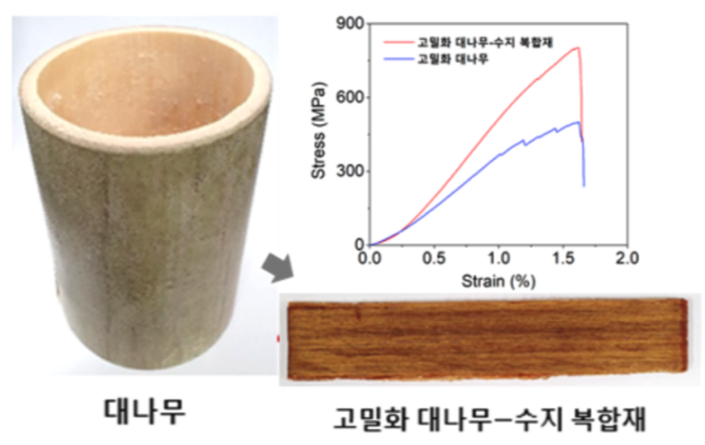 900
고밀화 대나무-수지 복합재
고밀화 대나무
600
Stress (MPa)
300
0
0.0 0.5 1.0 1.5 2.0
Strain (%)
대나무
고밀화 대나무–수지 복합재